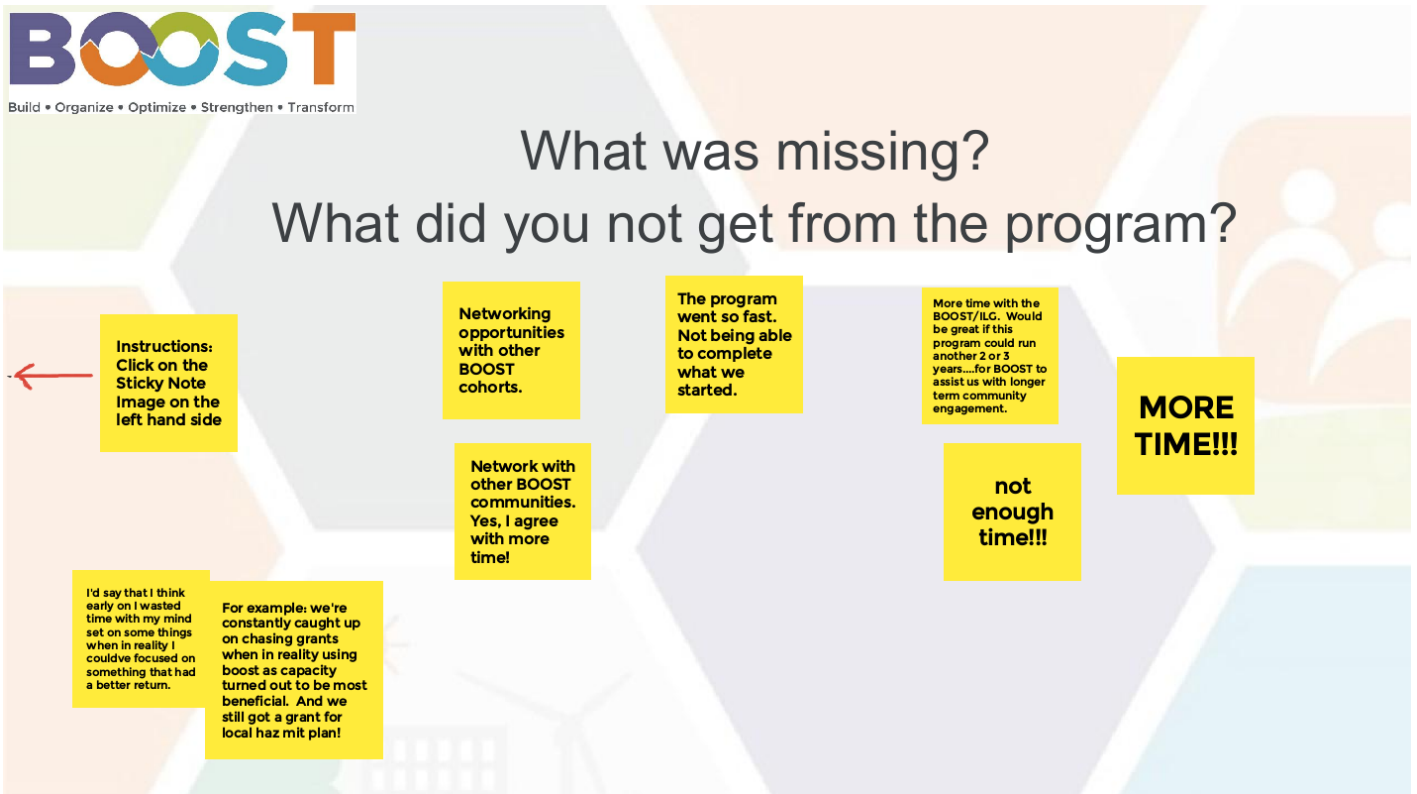 BOOST
Build • Organize • Optimize • Strengthen • Transform
What was missing?
What did you not get from the program?
Instructions:
Click on the
Sticky Note
Image on the
left hand side
Networking
opportunities
with other
BOOST
cohorts.
The program
went so fast.
Not being able
to complete
what we
started.
More time with the
BOOST/ILG. Would
be great if this
program could run
another 2 or 3
years....for BOOST to
assist us with longer
term community
engagement.
MORE
TIME!!!
Network with
other BOOST
communities.
Yes, I agree
with more
time!
not
enough
time!!!
I'd say that I think
early on I wasted
time with my mind
set on some things
when in reality I
couldve focused on
something that had
a better return.
For example: we're
constantly caught up
on chasing grants
when in reality using
boost as capacity
turned out to be most
beneficial. And we
still got a grant for
local haz mit plan!